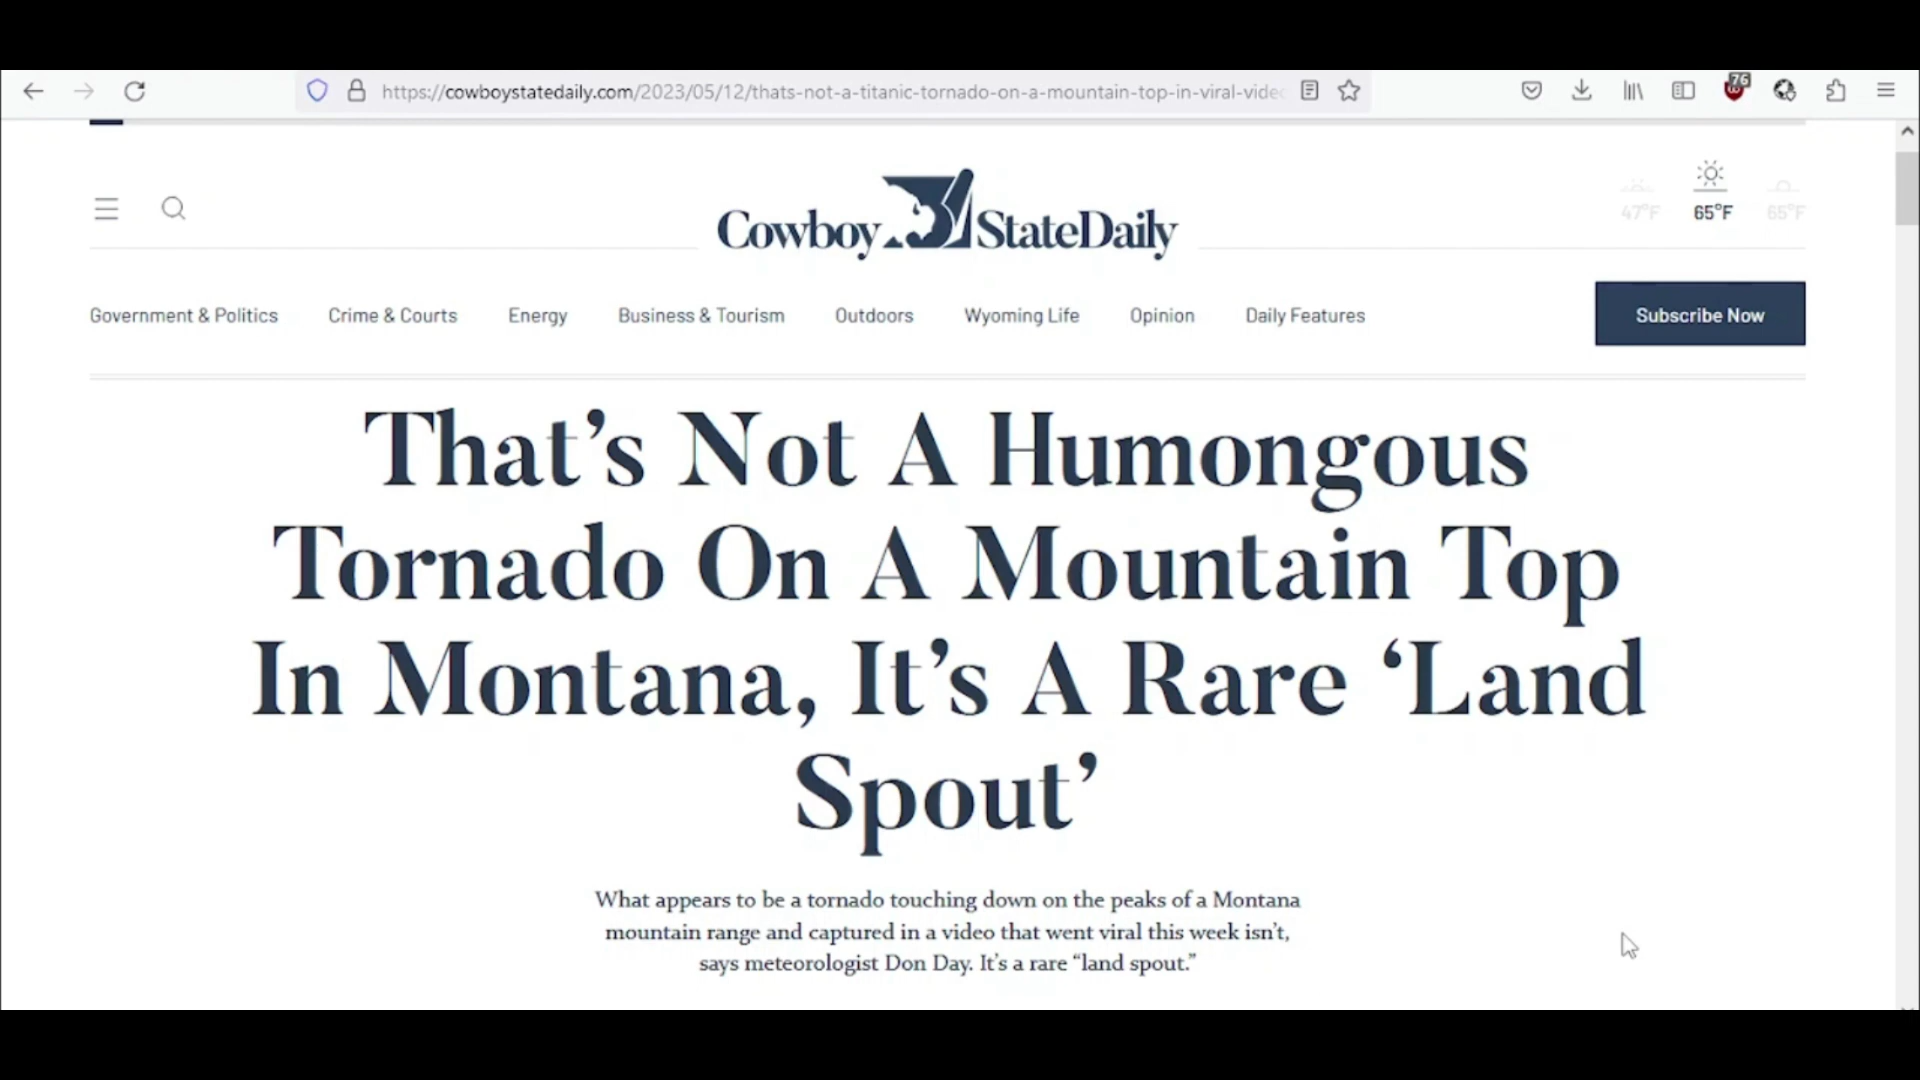 https://cowboystatedaily.com/2023/05/12/thats-not-a-titanic-tornado-on-a-mountain-top-in-viral-vide
76
Cowboy StateDaily
47°F 65°F 65°F
Government & Politics Crime & Courts Energy Business & Tourism Outdoors Wyoming Life Opinion Daily Features Subscribe Now
That’s Not A Humongous
Tornado On A Mountain Top
In Montana, It’s A Rare ‘Land
Spout’
What appears to be a tornado touching down on the peaks of a Montana
mountain range and captured in a video that went viral this week isn’t,
says meteorologist Don Day. It’s a rare “land spout.”